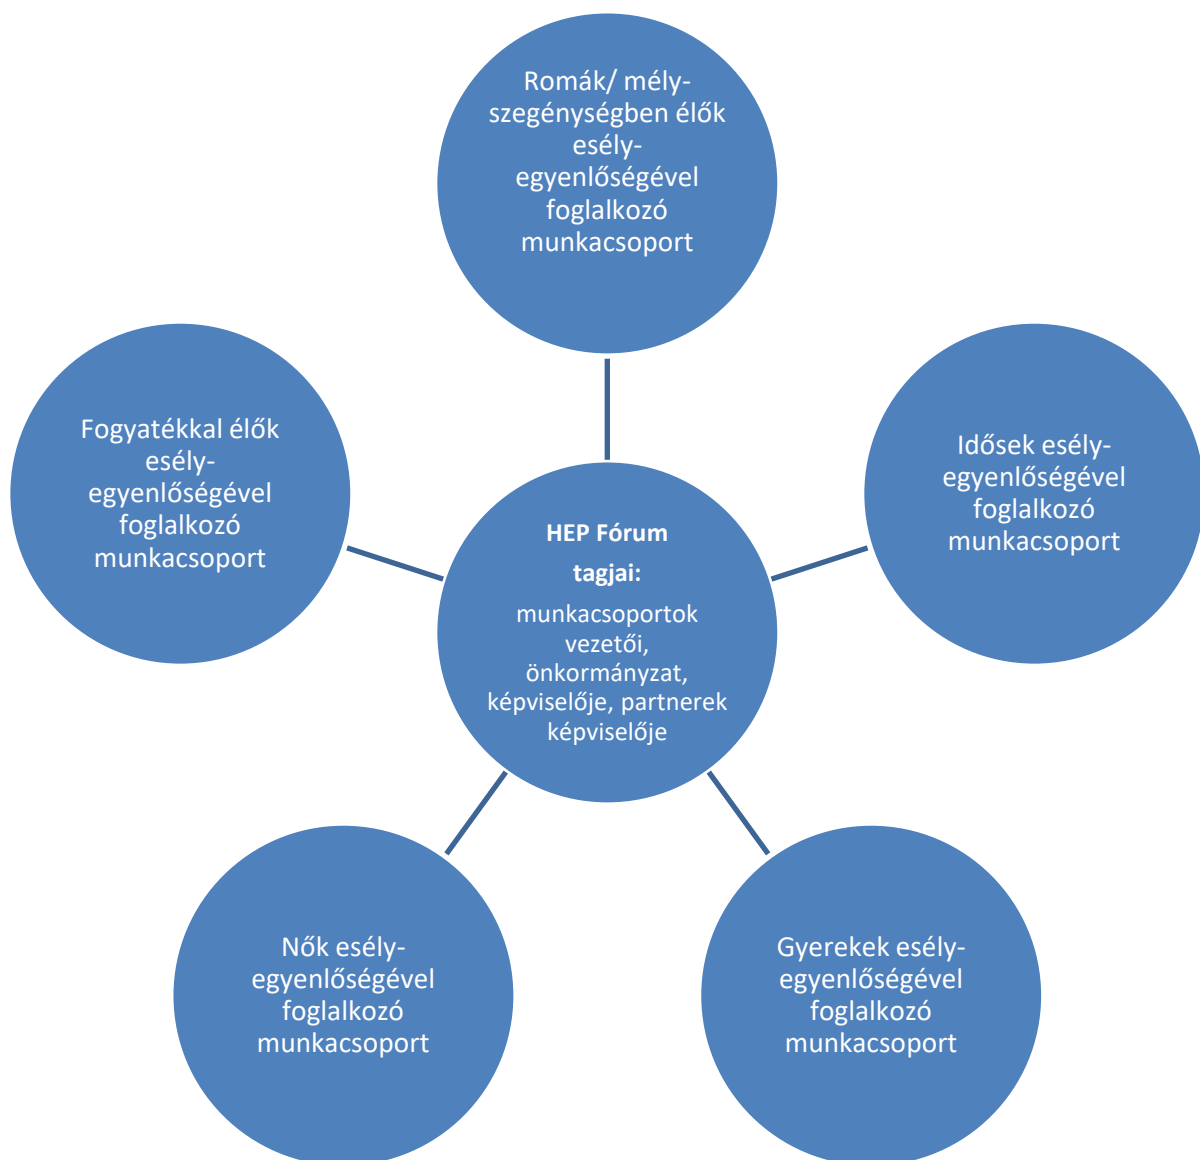 Romák/ mély-
szegénységben élők
esély-
egyenlőségével
foglalkozó
munkacsoport
Fogyatékkal élők
esély-
egyenlőségével
foglalkozó
munkacsoport
Idősek esély-
egyenlőségével
foglalkozó
munkacsoport
HEP Fórum
tagjai:
munkacsoportok
vezetői,
önkormányzat,
képviselője, partnerek
képviselője
Nők esély-
egyenlőségével
foglalkozó
munkacsoport
Gyerekek esély-
egyenlőségével
foglalkozó
munkacsoport